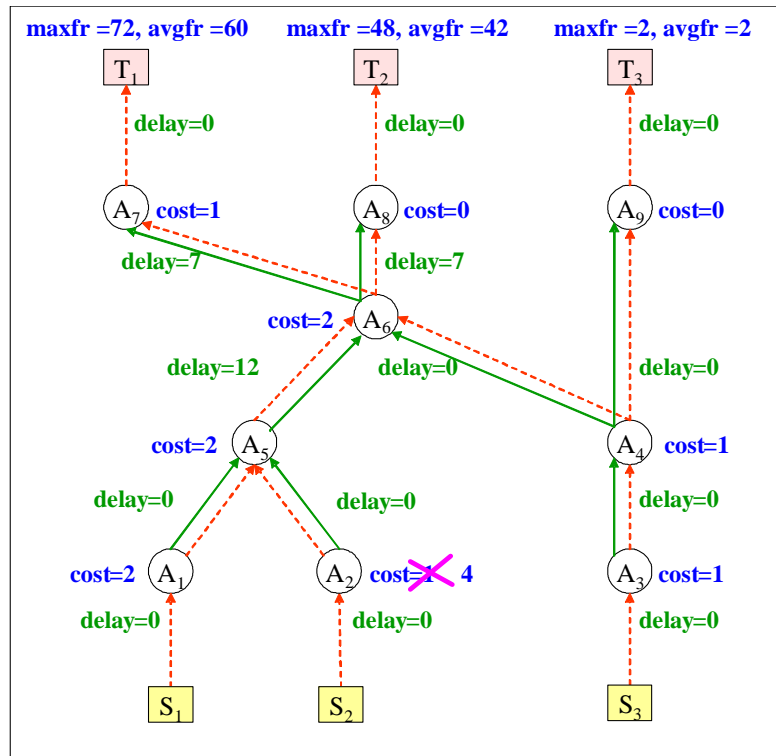 maxfr =72, avgfr =60 maxfr =48, avgfr =42 maxfr =2, avgfr =2
T1 T2 T3
delay=0 delay=0 delay=0
A7 cost=1 A8 cost=0 A9 cost=0
delay=7 delay=7
cost=2 A6
delay=12 delay=0 delay=0
cost=2 A5 A4 cost=1
delay=0 delay=0 delay=0
cost=2 A1 A2 cost=1 4 A3 cost=1
delay=0 delay=0 delay=0
S1 S2 S3